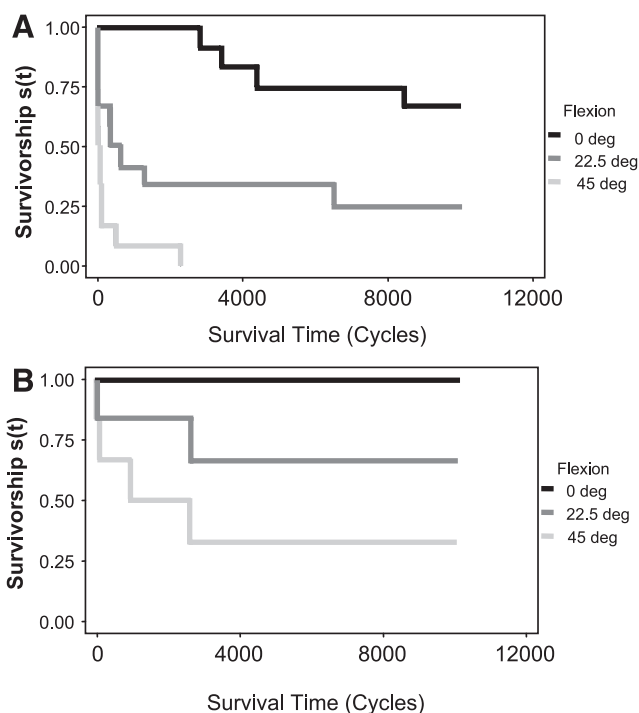 A
Survivorship s(t)
1.00
0.75
0.50
0.25
0.00
0
4000
8000
12000
Survival Time (Cycles)
Flexion
0 deg
22.5 deg
45 deg
B
Survivorship s(t)
1.00
0.75
0.50
0.25
0.00
0
4000
8000
12000
Survival Time (Cycles)
Flexion
0 deg
22.5 deg
45 deg